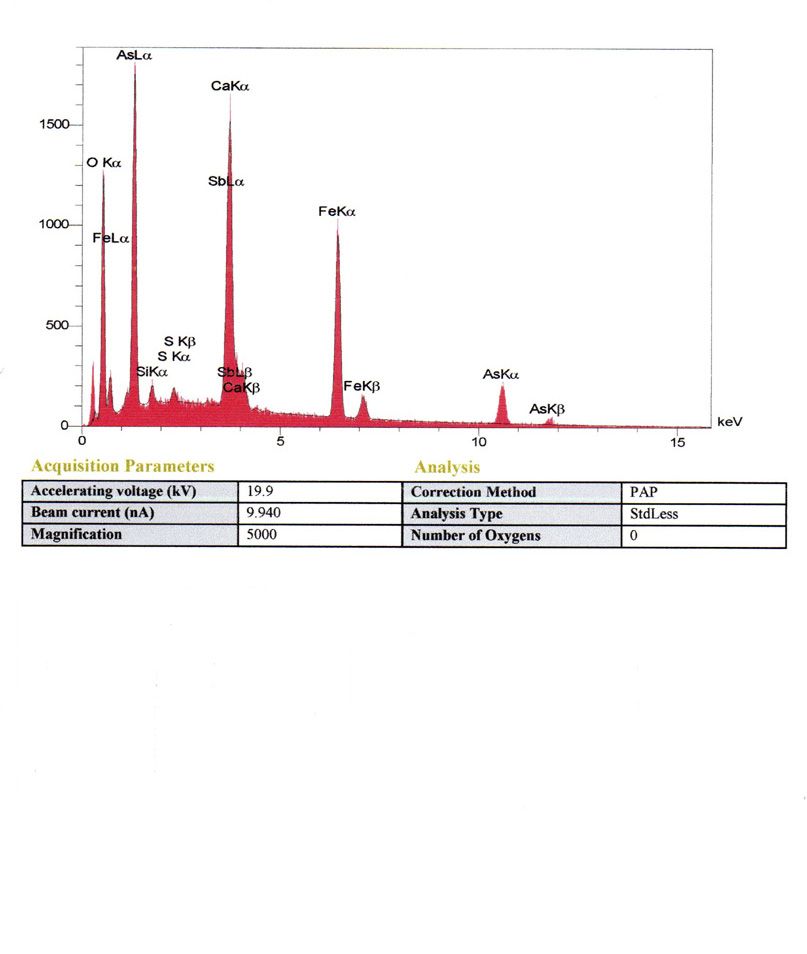 AsLα
CaKα
1500
O Kα
SbLα
FeKα
1000
FeLα
500
S Kβ
S Kα
SiKα
SbLβ
CaKβ
FeKβ
AsKα
AsKβ
0
keV
0 5 10 15
Acquisition Parameters
Accelerating voltage (kV) 19.9
Beam current (nA) 9.940
Magnification 5000
Analysis
Correction Method PAP
Analysis Type StdLess
Number of Oxygens 0